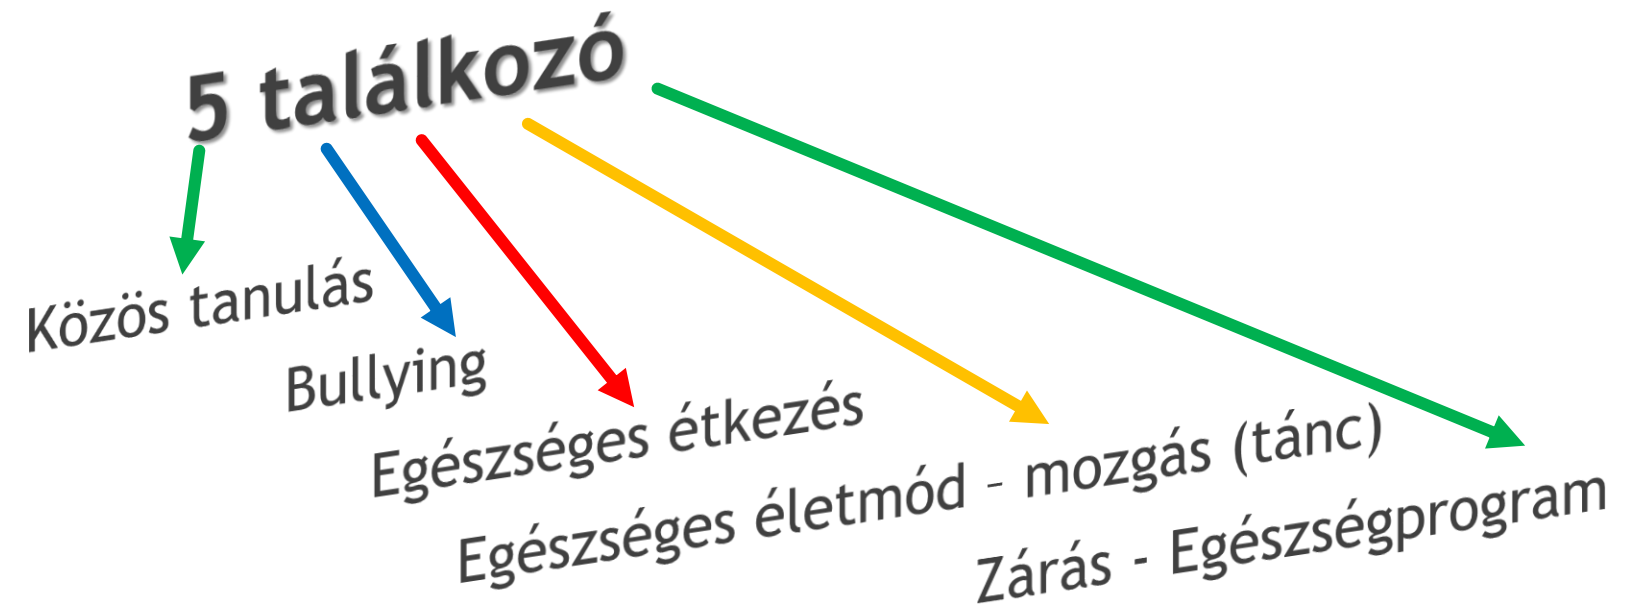 5 találkozó
Közös tanulás
Bullying
Egészséges étkezés
Egészséges életmód – mozgás (tánc)
Zárás - Egészségprogram